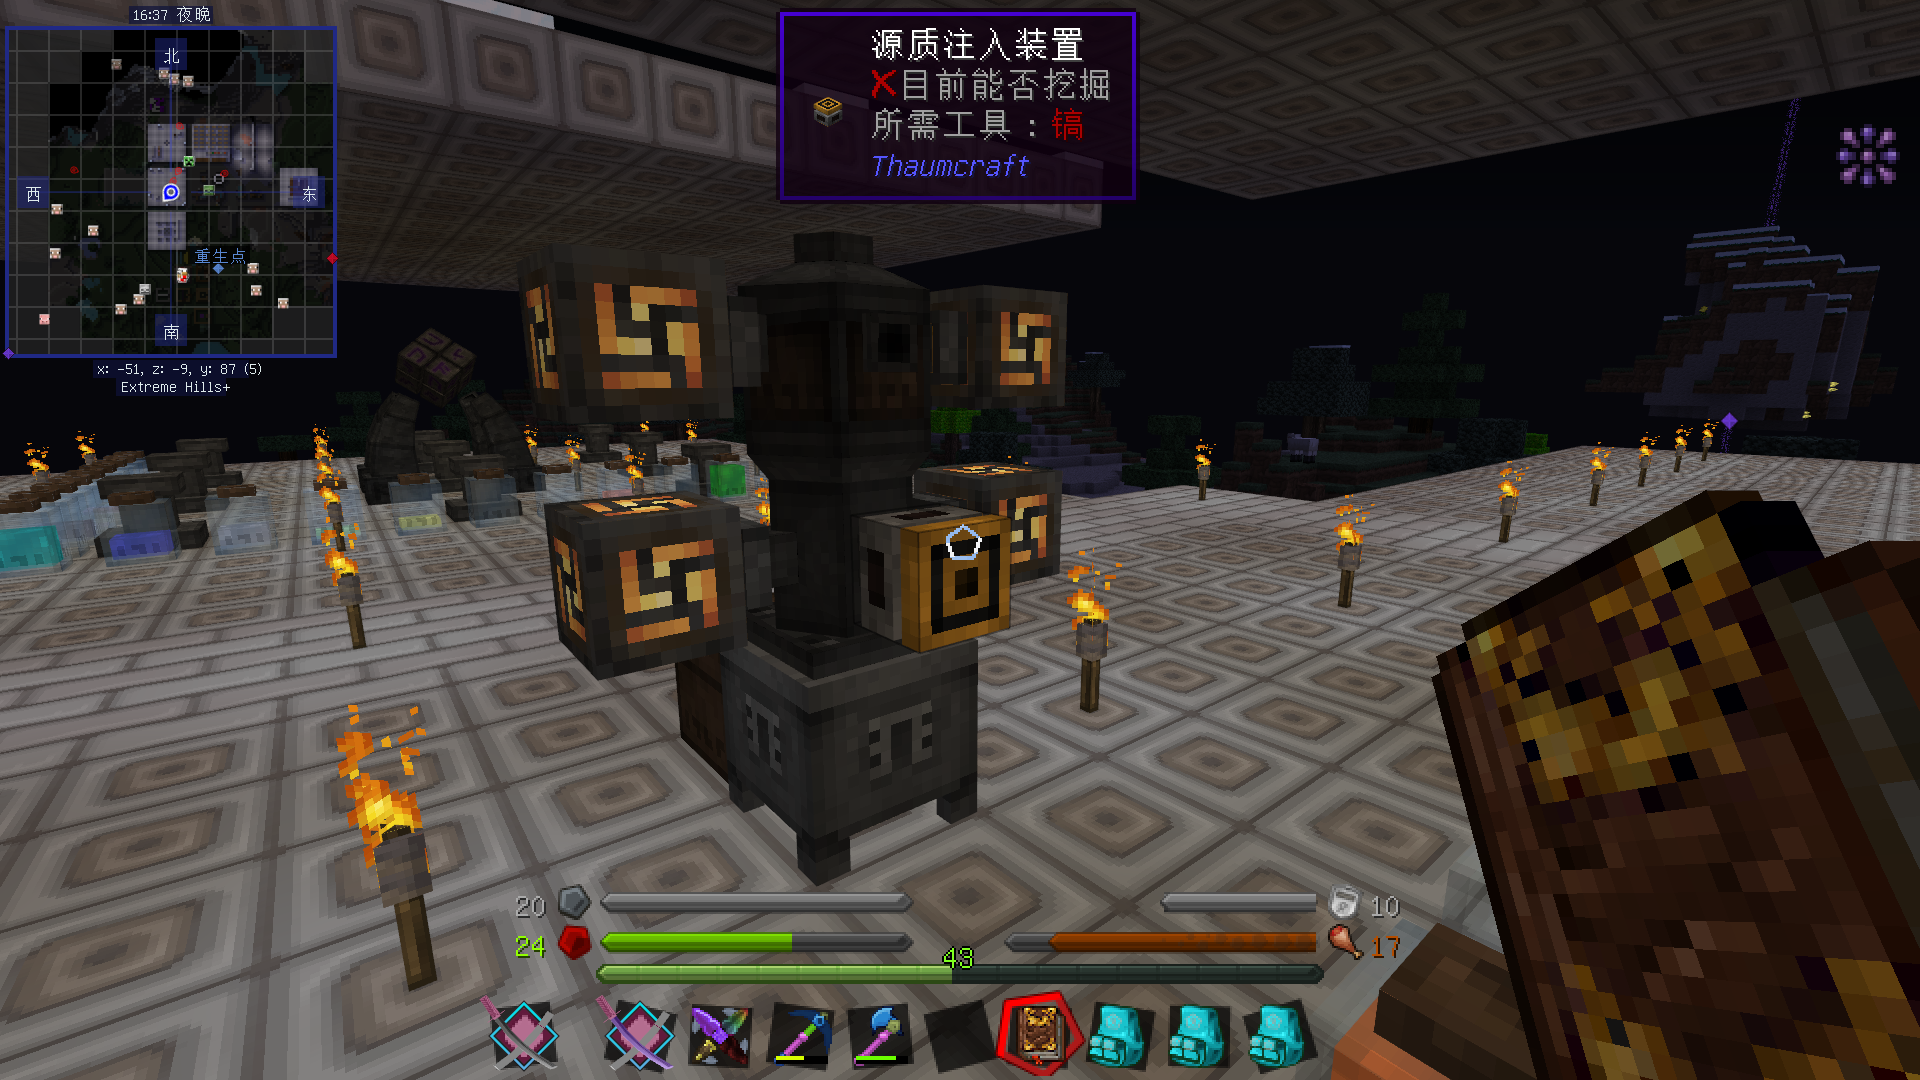 16:37 夜晚
北
西
东
重生点
南
x: -51, z: -9, y: 87 (5)
Extreme Hills+
源质注入装置
✘目前能否挖掘
所需工具：镐
Thaumcraft
20
10
24
17
43